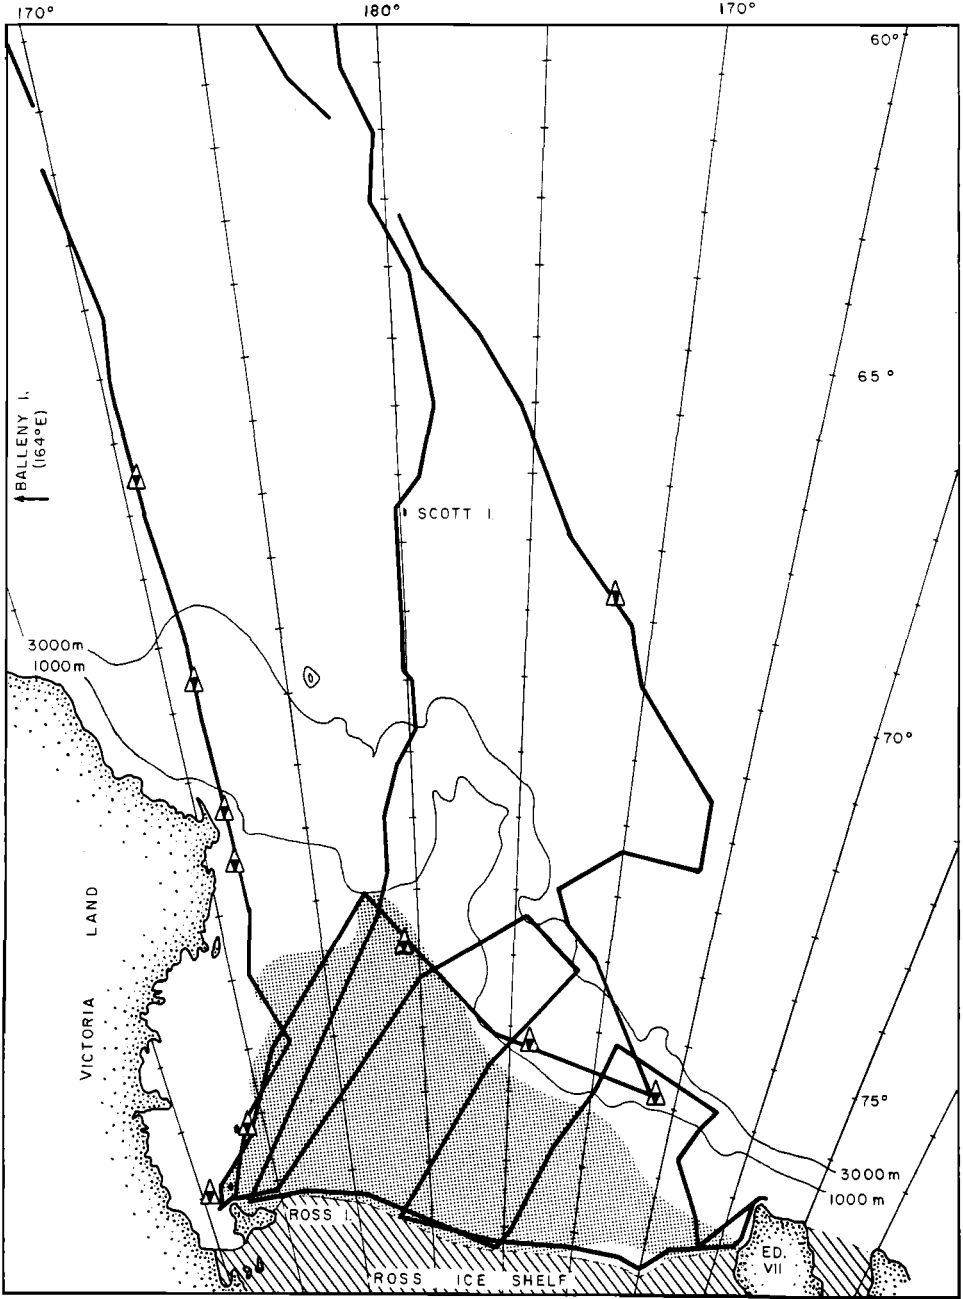 170°
180°
170°
60°
65°
BALLENY I.
(164°E)
SCOTT I.
3000m
1000m
70°
VICTORIA LAND
75°
3000m
1000m
ROSS I.
ED.
VII
ROSS ICE SHELF